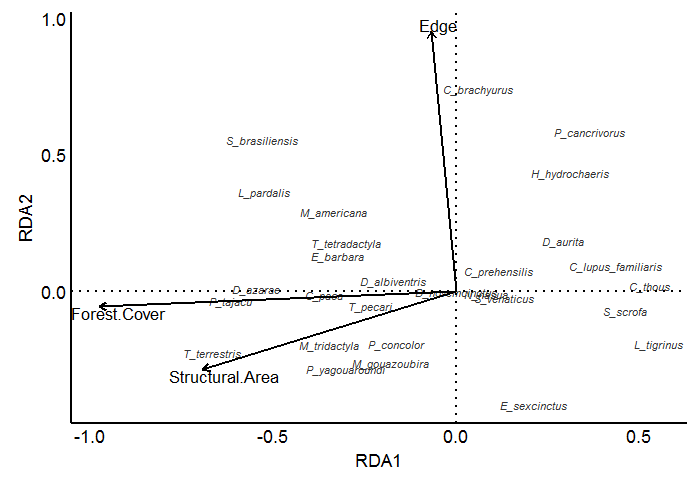 1.0
Edge
C_brachyurus
P_cancrivorus
S_brasiliensis
0.5
H_hydrochaeris
L_pardalis
M_americana
RDA2
T_tetradactyla
D_aurita
E_barbara
C_lupus_familiaris
C_prehensilis
D_albiventris
C_thous
0.0
D_azarae
C_paca
N_nasua
S_venaticus
P_tajacu
T_pecari
Forest.Cover
S_scrofa
M_tridactyla
P_concolor
L_tigrinus
T_terrestris
M_gouazoubira
P_yagouaroundi
Structural.Area
E_sexcinctus
-1.0
-0.5
0.0
0.5
RDA1